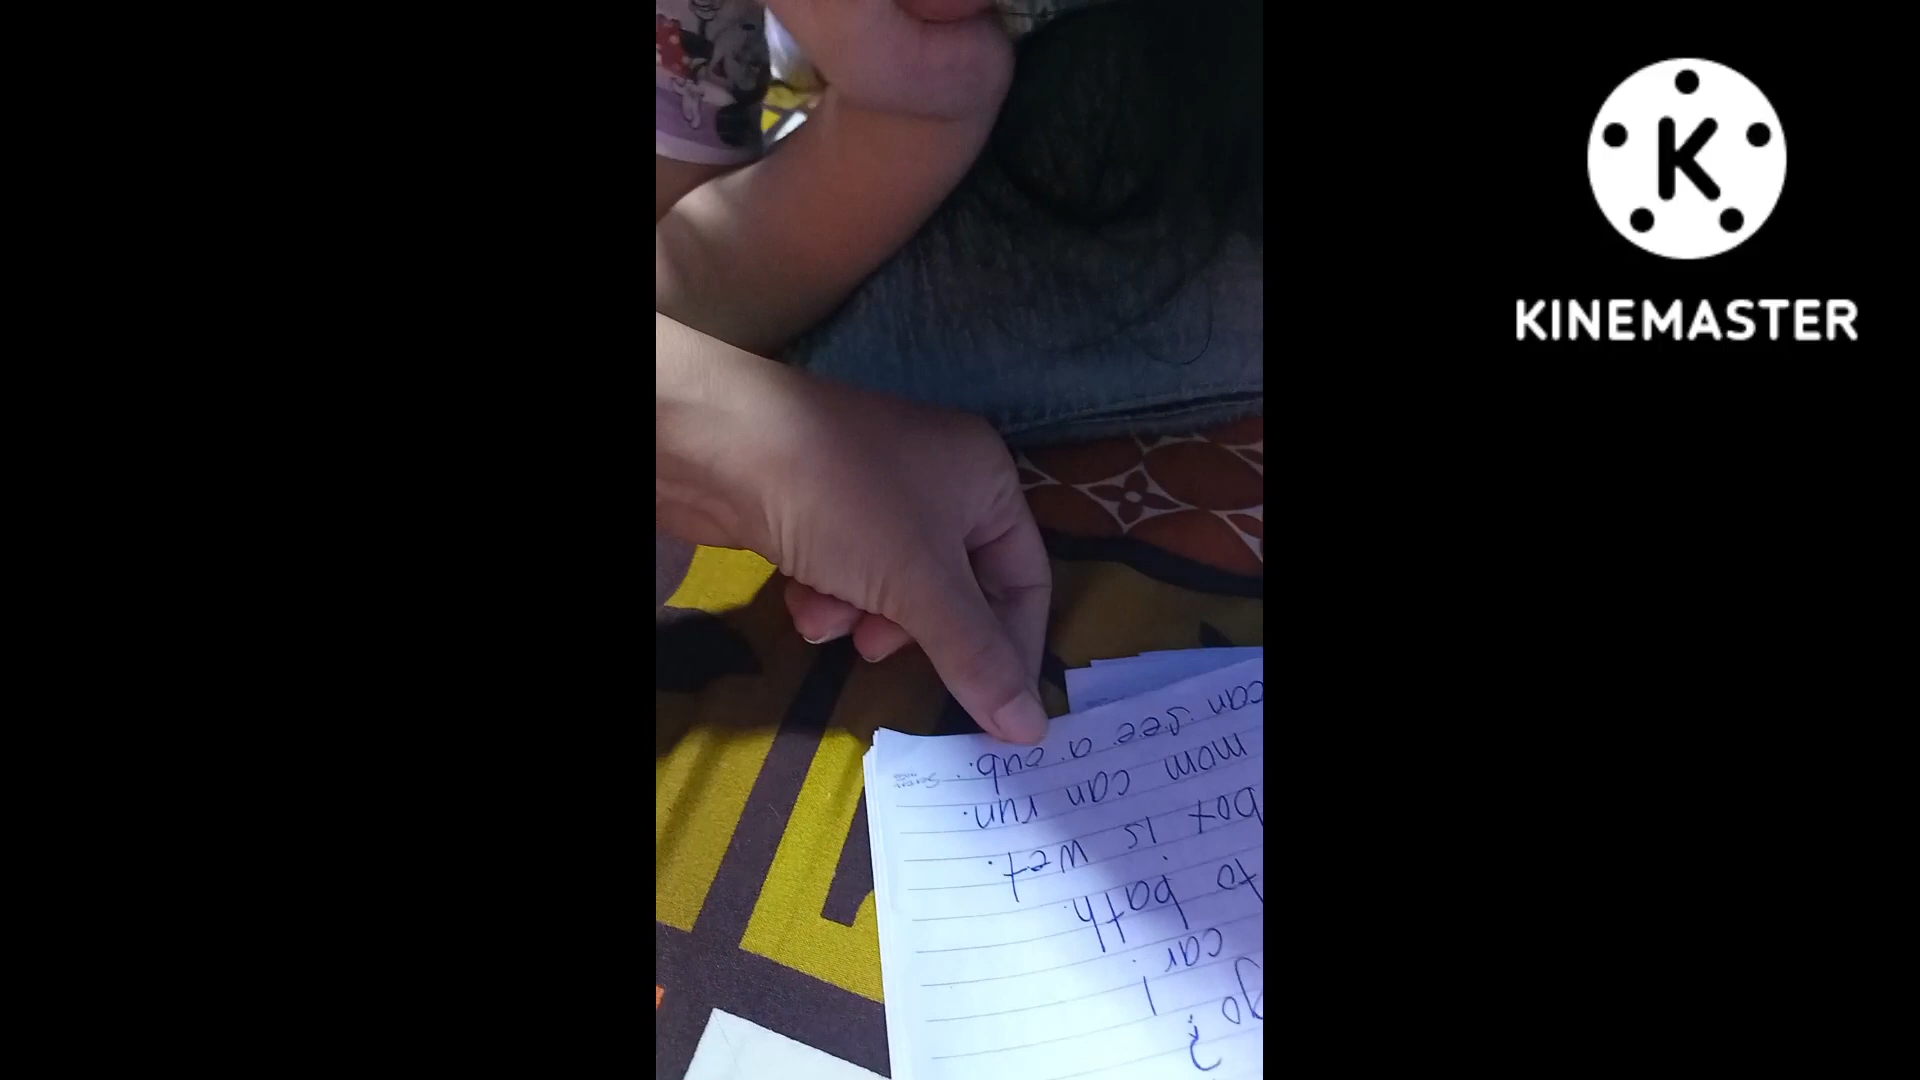 ?
go !
car.
to bath.
box is wet.
mom can run.
can see a cub.
KINEMASTER